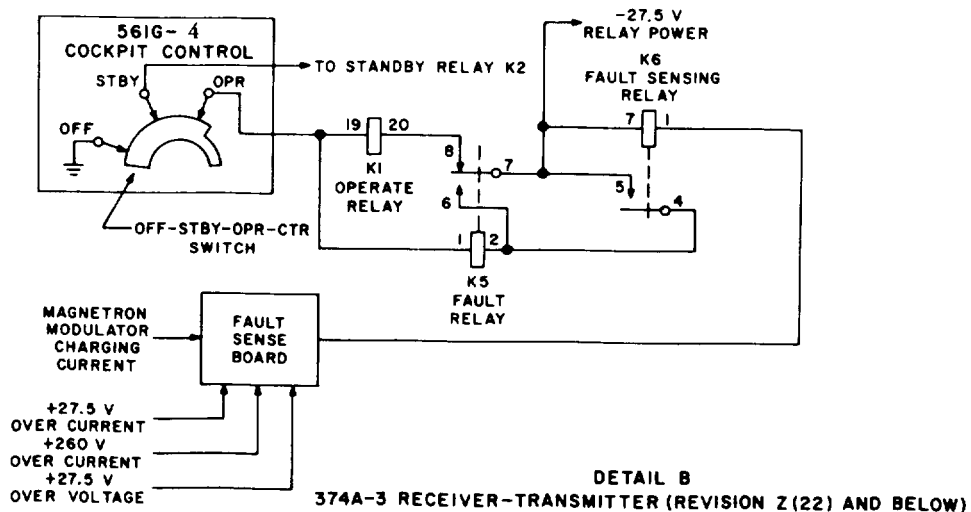 561G-4
COCKPIT CONTROL
STBY
OPR
OFF
TO STANDBY RELAY K2
OFF-STBY-OPR-CTR
SWITCH
-27.5 V
RELAY POWER
K6
FAULT SENSING
RELAY
7
1
19
20
K1
OPERATE
RELAY
8
7
6
5
4
1
2
K5
FAULT
RELAY
MAGNETRON
MODULATOR
CHARGING
CURRENT
FAULT
SENSE
BOARD
+27.5 V
OVER CURRENT
+260 V
OVER CURRENT
+27.5 V
OVER VOLTAGE
DETAIL B
374A-3 RECEIVER-TRANSMITTER (REVISION Z(22) AND BELOW)